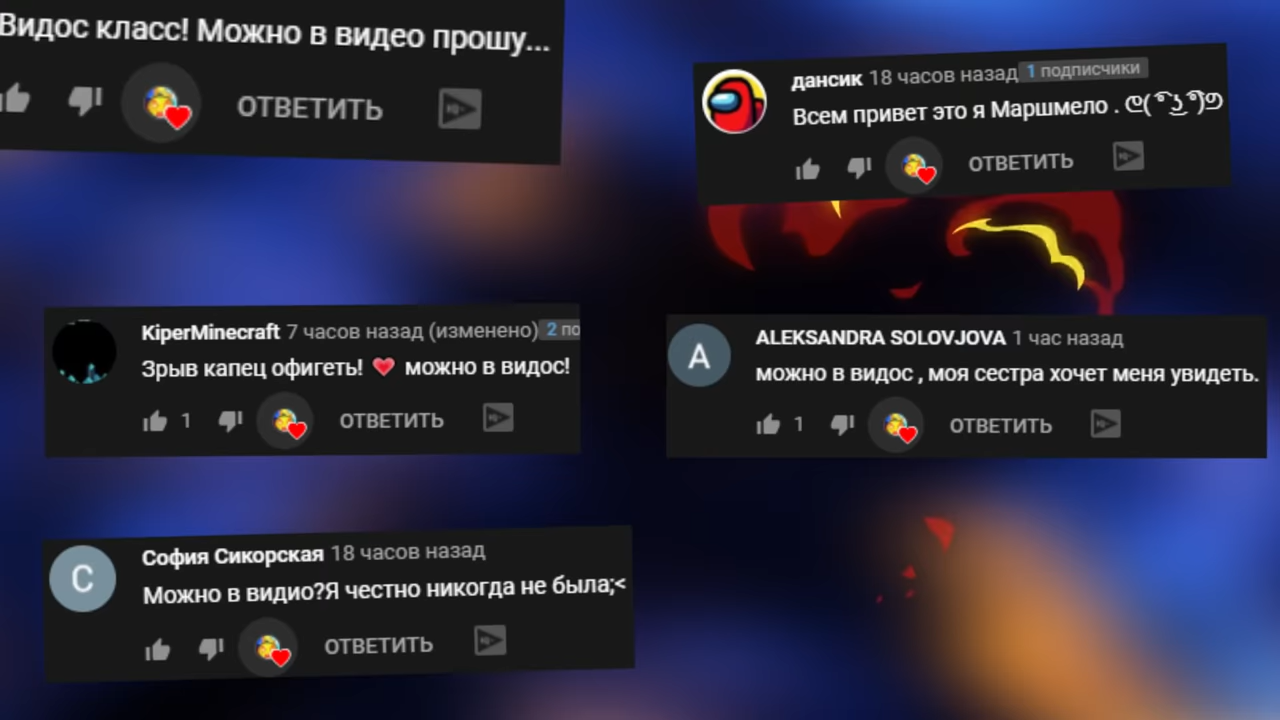 Видос класс! Можно в видео прошу...
ОТВЕТИТЬ
дансик 18 часов назад 1 подписчики
Всем привет это я Маршмело . ᘳ( ͡° ͜ʖ ͡°)ᘰ
ОТВЕТИТЬ
KiperMinecraft 7 часов назад (изменено) 2 по
Зрыв капец офигеть! ❤ можно в видос!
1 ОТВЕТИТЬ
A
ALEKSANDRA SOLOVJOVA 1 час назад
можно в видос , моя сестра хочет меня увидеть.
1 ОТВЕТИТЬ
С
София Сикорская 18 часов назад
Можно в видио?Я честно никогда не была;<
ОТВЕТИТЬ